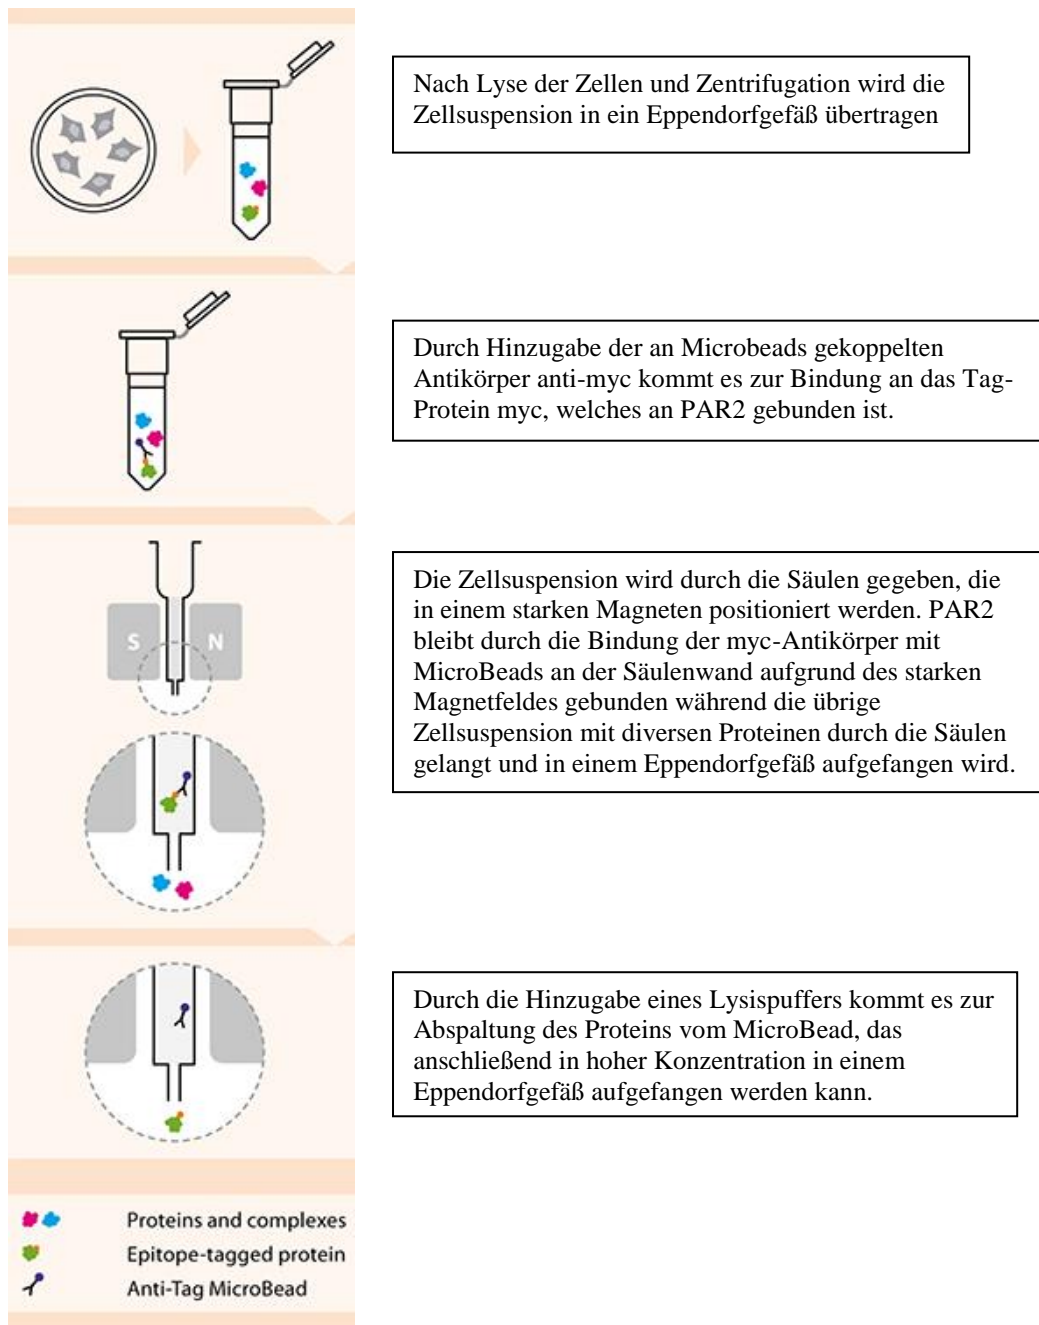 Nach Lyse der Zellen und Zentrifugation wird die
Zellsuspension in ein Eppendorfgefäß übertragen
Durch Hinzugabe der an Microbeads gekoppelten
Antikörper anti-myc kommt es zur Bindung an das Tag-
Protein myc, welches an PAR2 gebunden ist.
S N
Die Zellsuspension wird durch die Säulen gegeben, die
in einem starken Magneten positioniert werden. PAR2
bleibt durch die Bindung der myc-Antikörper mit
MicroBeads an der Säulenwand aufgrund des starken
Magnetfeldes gebunden während die übrige
Zellsuspension mit diversen Proteinen durch die Säulen
gelangt und in einem Eppendorfgefäß aufgefangen wird.
Durch die Hinzugabe eines Lysispuffers kommt es zur
Abspaltung des Proteins vom MicroBead, das
anschließend in hoher Konzentration in einem
Eppendorfgefäß aufgefangen werden kann.
Proteins and complexes
Epitope-tagged protein
Anti-Tag MicroBead